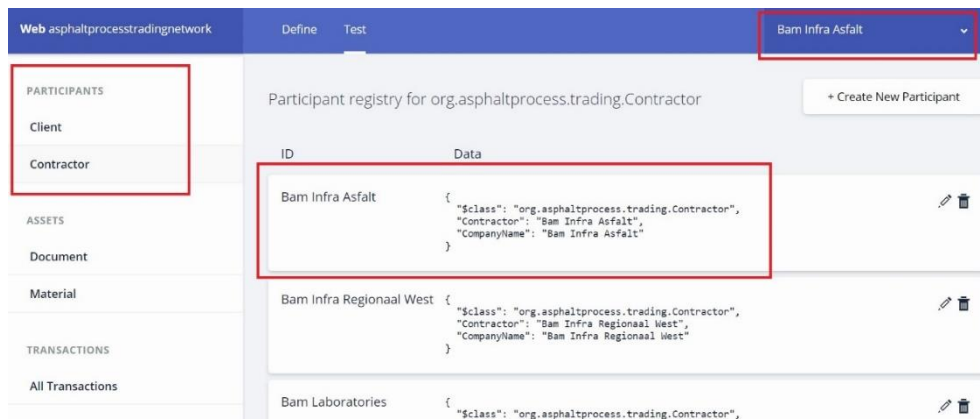 Web asphaltprocesstradingnetwork
Define
Test
Bam Infra Asfalt
PARTICIPANTS
Client
Contractor
ASSETS
Document
Material
TRANSACTIONS
All Transactions
Participant registry for org.asphaltprocess.trading.Contractor
+ Create New Participant
ID
Data
Bam Infra Asfalt
{
"$class": "org.asphaltprocess.trading.Contractor",
"Contractor": "Bam Infra Asfalt",
"CompanyName": "Bam Infra Asfalt"
}
Bam Infra Regionaal West
{
"$class": "org.asphaltprocess.trading.Contractor",
"Contractor": "Bam Infra Regionaal West",
"CompanyName": "Bam Infra Regionaal West"
}
Bam Laboratories
{
"$class": "org.asphaltprocess.trading.Contractor",